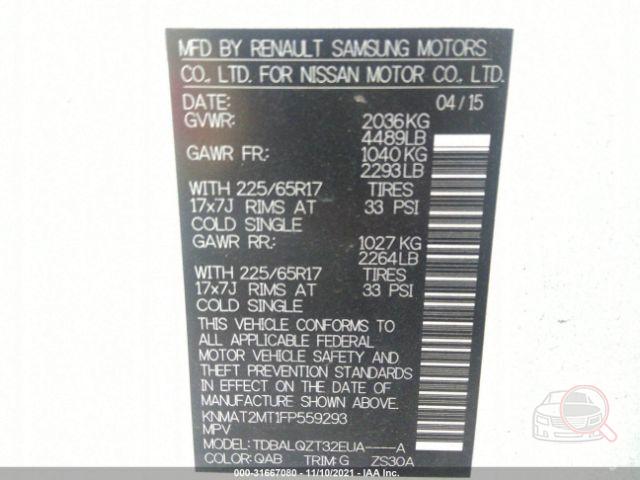 MFD BY RENAULT SAMSUNG MOTORS
CO., LTD. FOR NISSAN MOTOR CO., LTD.
DATE: 04/15
GVWR: 2036KG
4489LB
GAWR FR.: 1040 KG
2293LB
WITH 225/65R17 TIRES
17x7J RIMS AT 33 PSI
COLD SINGLE
GAWR RR.: 1027 KG
2264LB
WITH 225/65R17 TIRES
17x7J RIMS AT 33 PSI
COLD SINGLE
THIS VEHICLE CONFORMS TO
ALL APPLICABLE FEDERAL
MOTOR VEHICLE SAFETY AND
THEFT PREVENTION STANDARDS
IN EFFECT ON THE DATE OF
MANUFACTURE SHOWN ABOVE.
KNMAT2MT1FP559293
MPV
MODEL: TDBALQZT32EUA----A
COLOR: QAB TRIM: G ZS30A
ID: 000-31667080 - 11/10/2021 - IAA Inc.